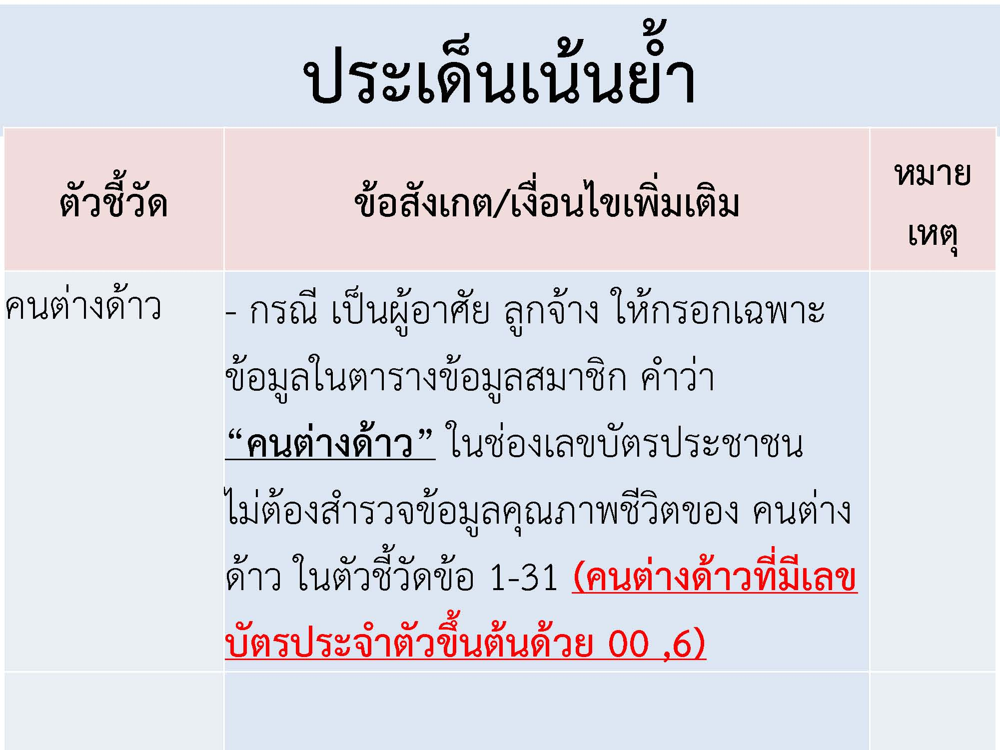 ประเด็นเน้นย้ำ
ตัวชี้วัด
ข้อสังเกต/เงื่อนไขเพิ่มเติม
หมาย
เหตุ
คนต่างด้าว
- กรณี เป็นผู้อาศัย ลูกจ้าง ให้กรอกเฉพาะ
ข้อมูลในตารางข้อมูลสมาชิก คำว่า
“คนต่างด้าว” ในช่องเลขบัตรประชาชน
ไม่ต้องสำรวจข้อมูลคุณภาพชีวิตของ คนต่าง
ด้าว ในตัวชี้วัดข้อ 1-31 (คนต่างด้าวที่มีเลข
บัตรประจำตัวขึ้นต้นด้วย 00 ,6)